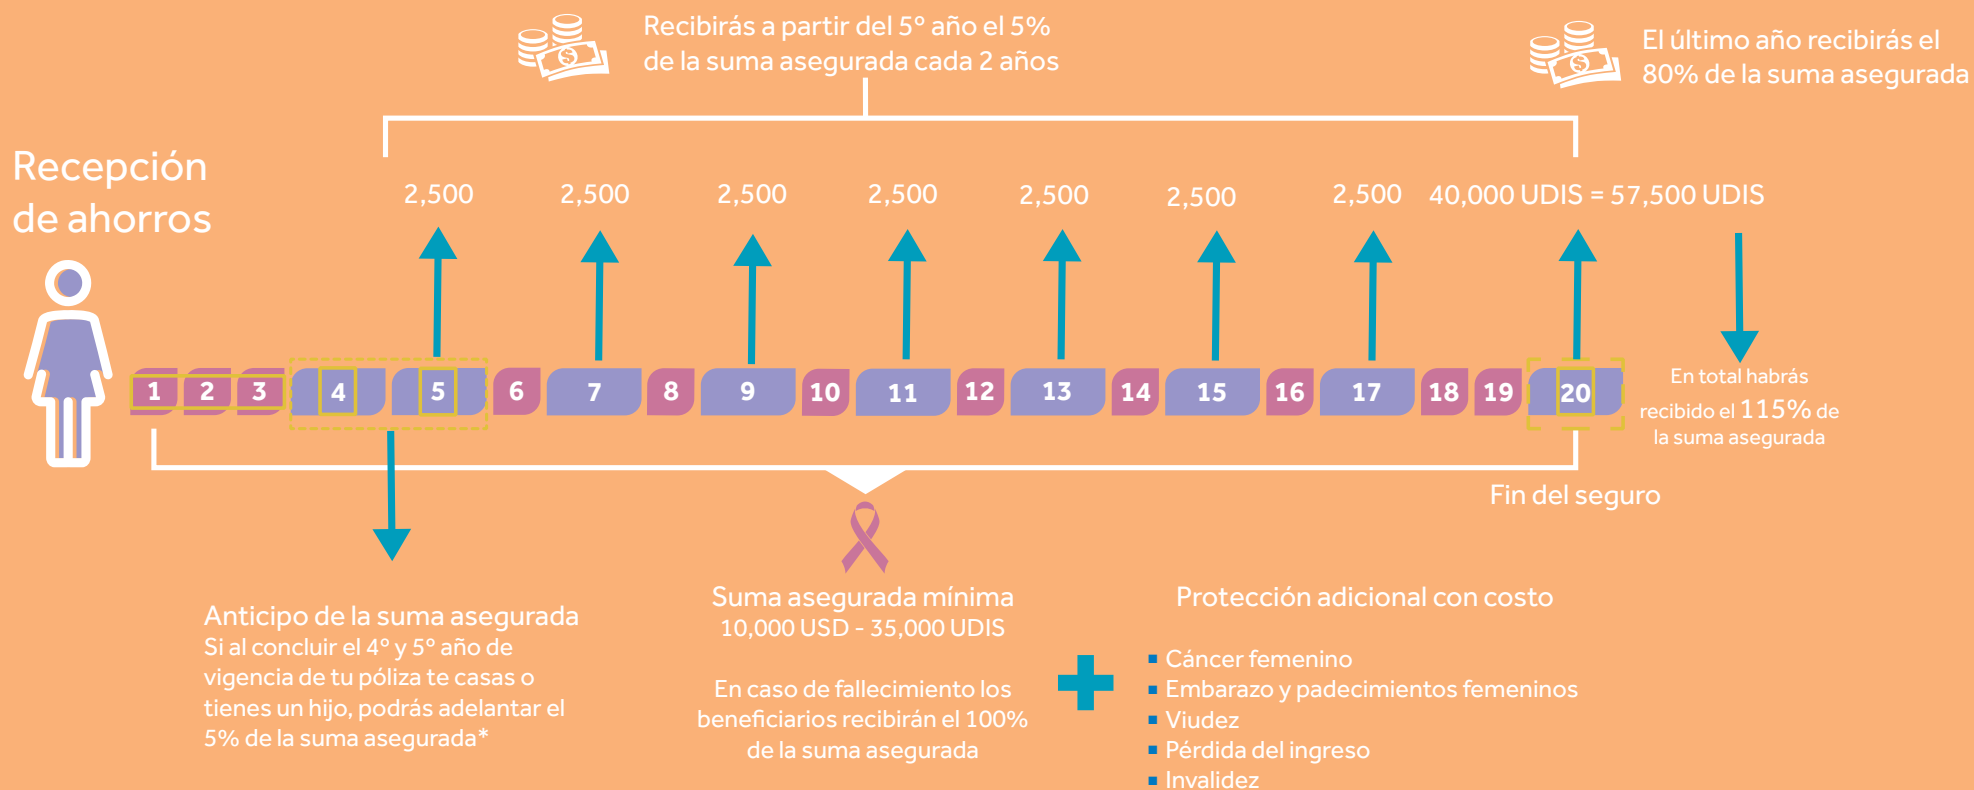 Recibirás a partir del 5º año el 5%
de la suma asegurada cada 2 años
El último año recibirás el
80% de la suma asegurada
Recepción
de ahorros
2,500 2,500 2,500 2,500 2,500 2,500 2,500 40,000 UDIS = 57,500 UDIS
1 2 3 4 5 6 7 8 9 10 11 12 13 14 15 16 17 18 19 20
En total habrás
recibido el 115% de
la suma asegurada
Fin del seguro
Anticipo de la suma asegurada
Si al concluir el 4º y 5º año de
vigencia de tu póliza te casas o
tienes un hijo, podrás adelantar el
5% de la suma asegurada*
Suma asegurada mínima
10,000 USD - 35,000 UDIS
En caso de fallecimiento los
beneficiarios recibirán el 100%
de la suma asegurada
Protección adicional con costo
▪ Cáncer femenino
▪ Embarazo y padecimientos femeninos
▪ Viudez
▪ Pérdida del ingreso
▪ Invalidez